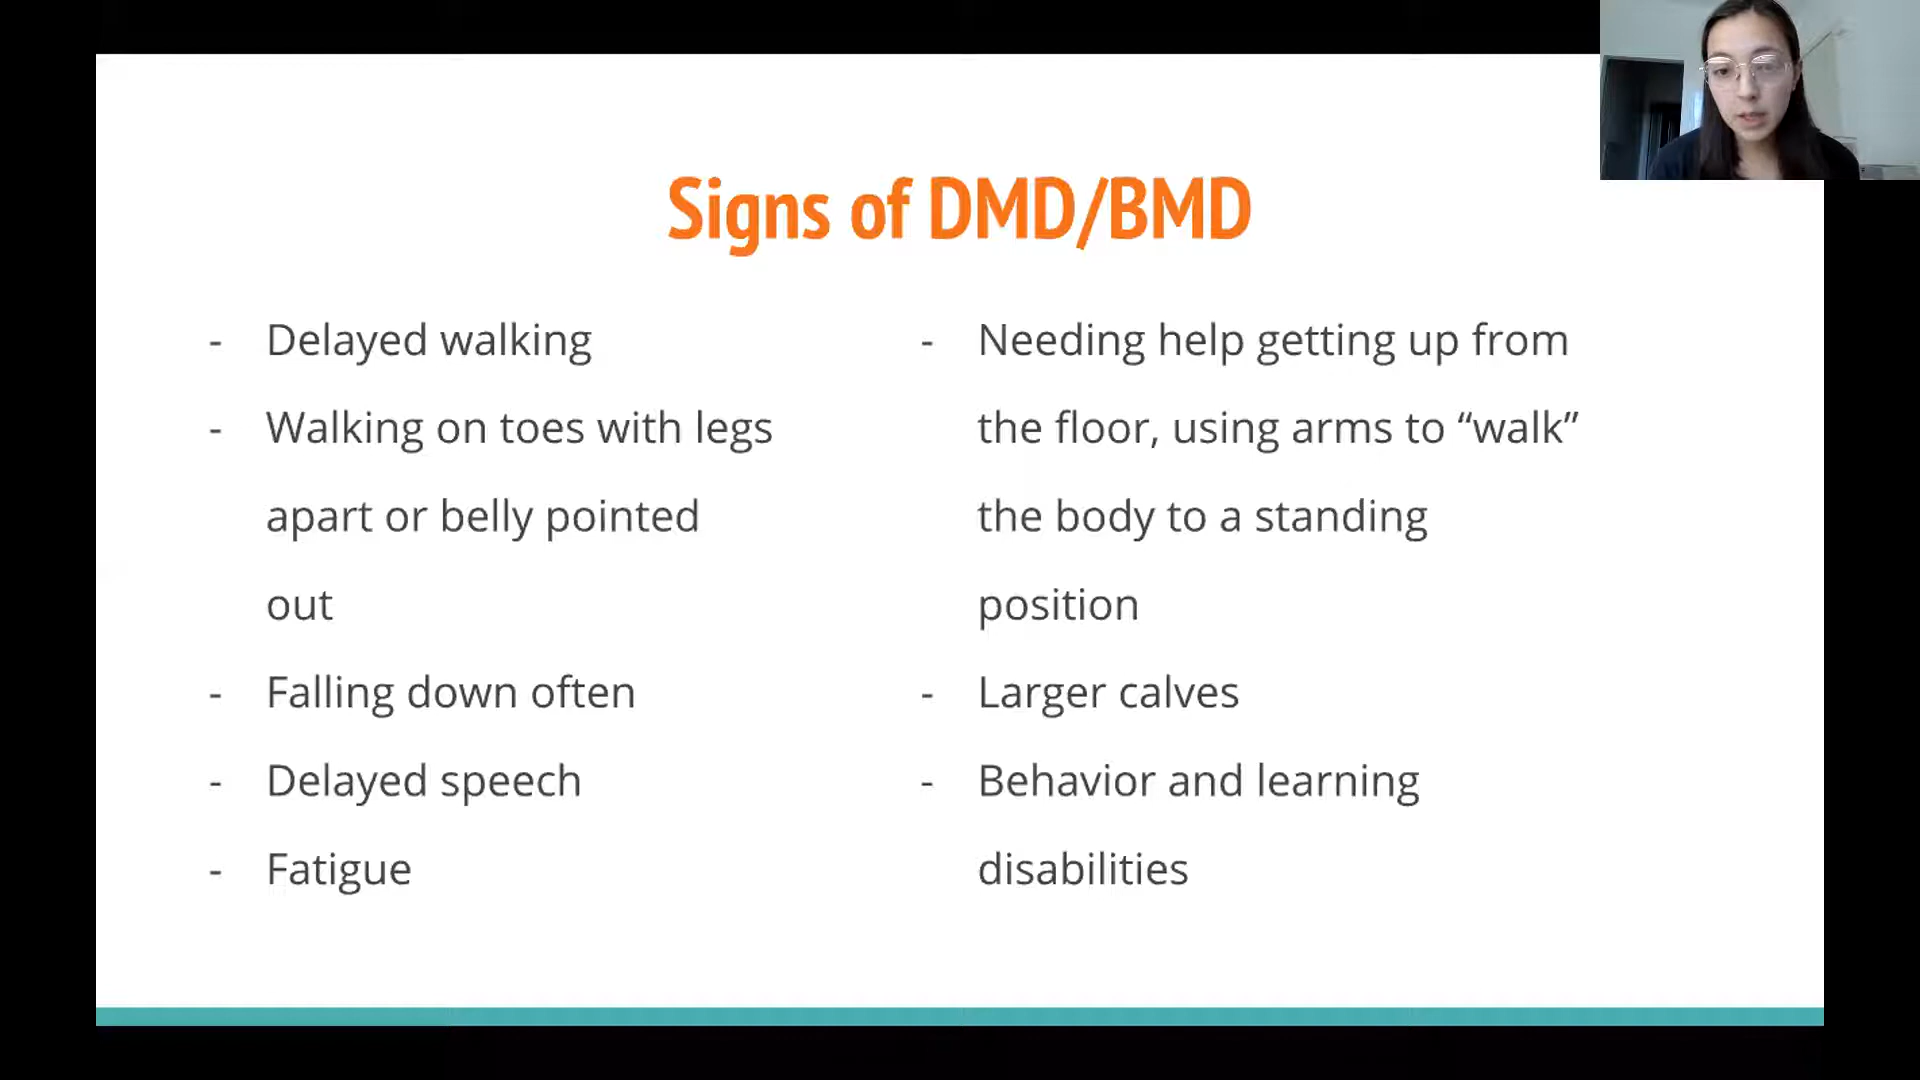 Signs of DMD/BMD
- Delayed walking
- Walking on toes with legs
apart or belly pointed
out
- Falling down often
- Delayed speech
- Fatigue
- Needing help getting up from
the floor, using arms to “walk”
the body to a standing
position
- Larger calves
- Behavior and learning
disabilities